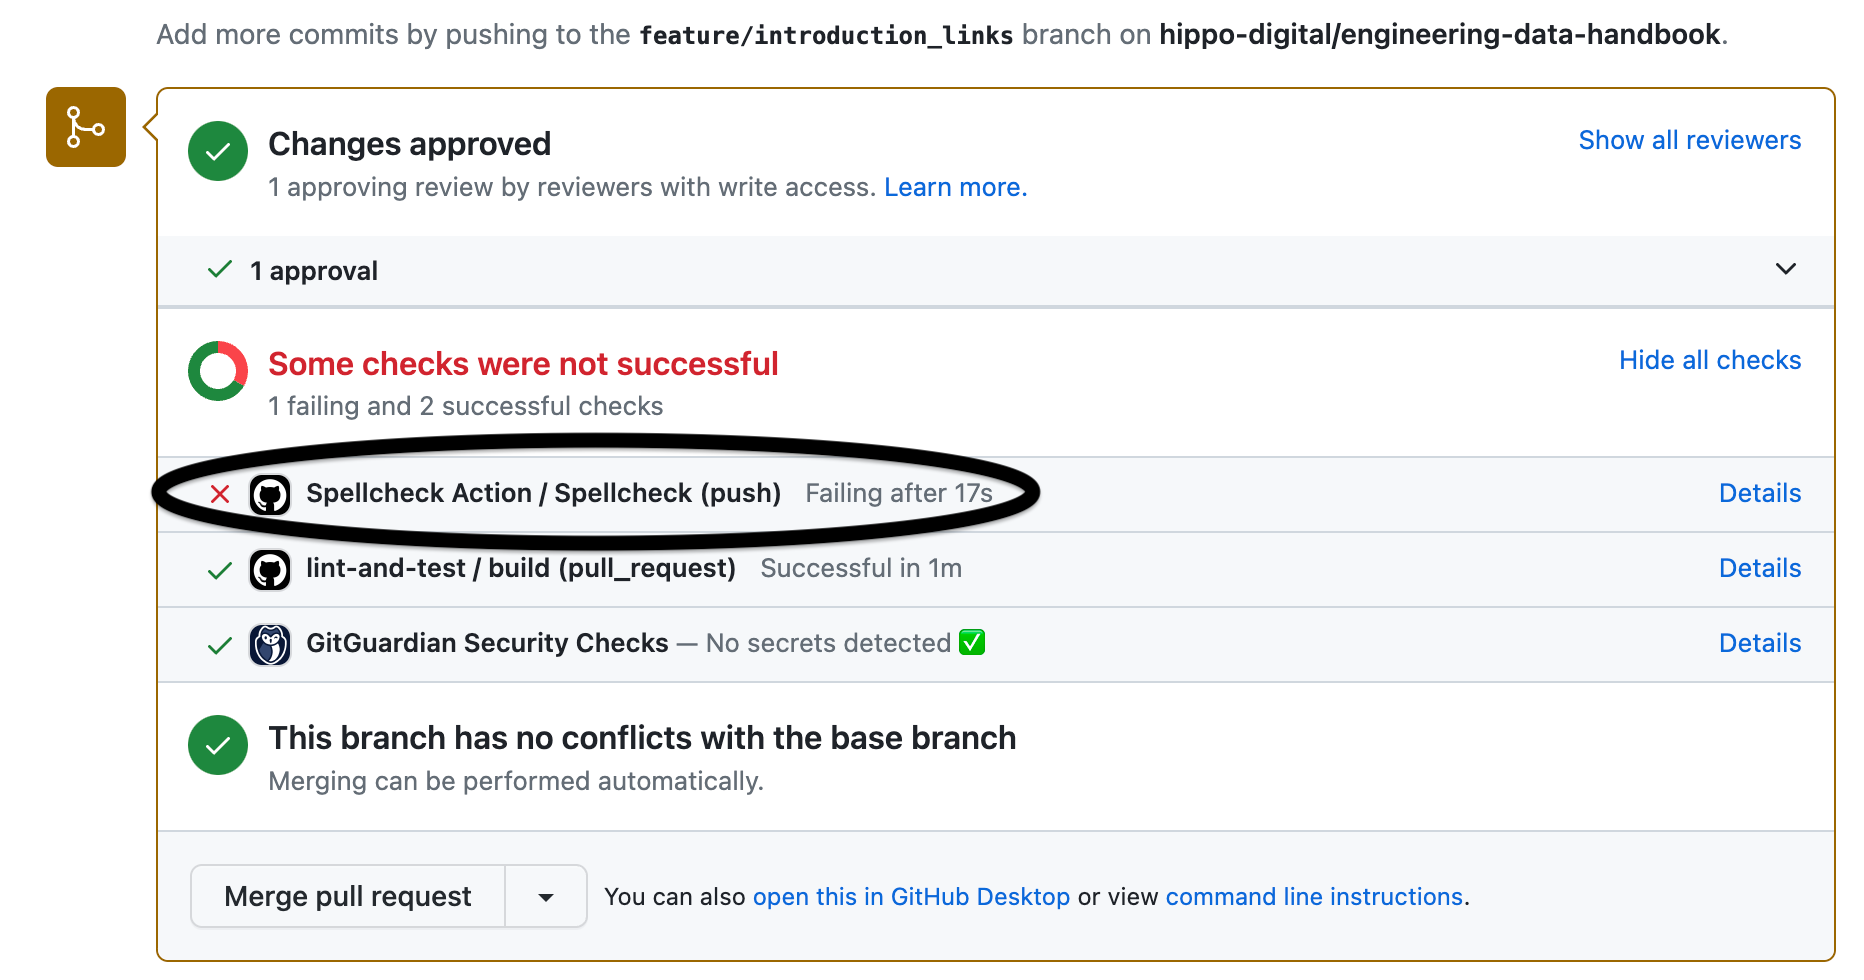 Add more commits by pushing to the feature/introduction_links branch on hippo-digital/engineering-data-handbook.
Changes approved
Show all reviewers
1 approving review by reviewers with write access. Learn more.
1 approval
Some checks were not successful
Hide all checks
1 failing and 2 successful checks
Spellcheck Action / Spellcheck (push) Failing after 17s Details
lint-and-test / build (pull_request) Successful in 1m Details
GitGuardian Security Checks — No secrets detected ✅ Details
This branch has no conflicts with the base branch
Merging can be performed automatically.
Merge pull request
You can also open this in GitHub Desktop or view command line instructions.